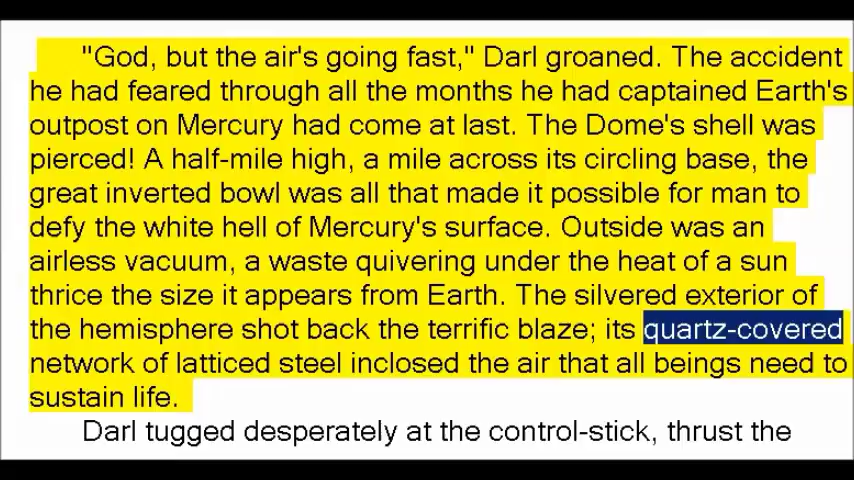 "God, but the air's going fast," Darl groaned. The accident
he had feared through all the months he had captained Earth's
outpost on Mercury had come at last. The Dome's shell was
pierced! A half-mile high, a mile across its circling base, the
great inverted bowl was all that made it possible for man to
defy the white hell of Mercury's surface. Outside was an
airless vacuum, a waste quivering under the heat of a sun
thrice the size it appears from Earth. The silvered exterior of
the hemisphere shot back the terrific blaze; its quartz-covered
network of latticed steel inclosed the air that all beings need to
sustain life.
Darl tugged desperately at the control-stick, thrust the